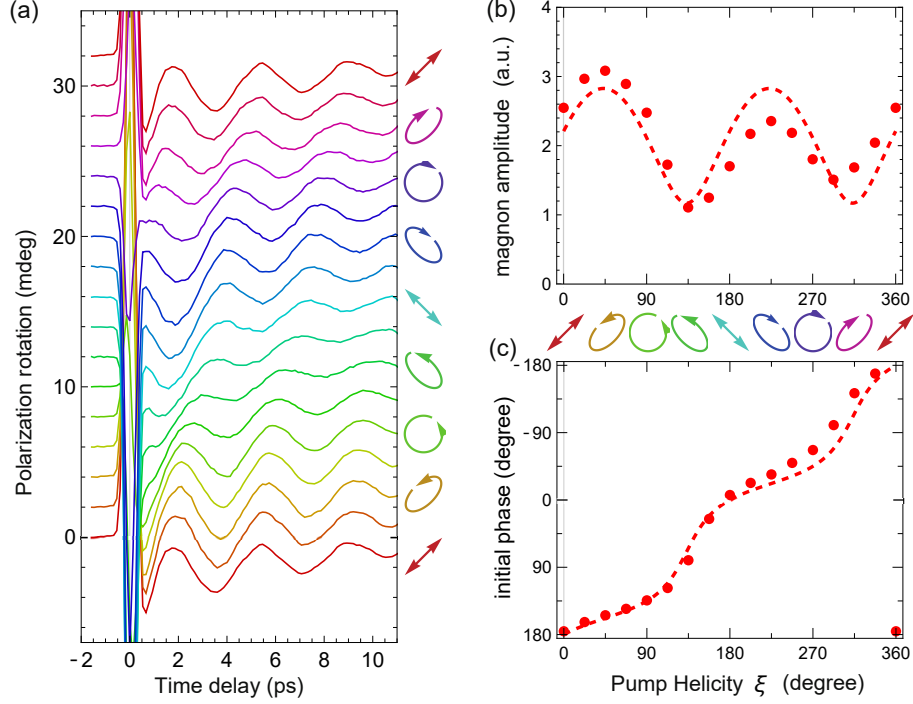 (a)
Polarization rotation (mdeg)
30
20
10
0
-2 0 2 4 6 8 10
Time delay (ps)
(b)
magnon amplitude (a.u.)
4
3
2
1
0
0 90 180 270 360
(c)
initial phase (degree)
-180
-90
0
90
180
0 90 180 270 360
Pump Helicity ξ (degree)